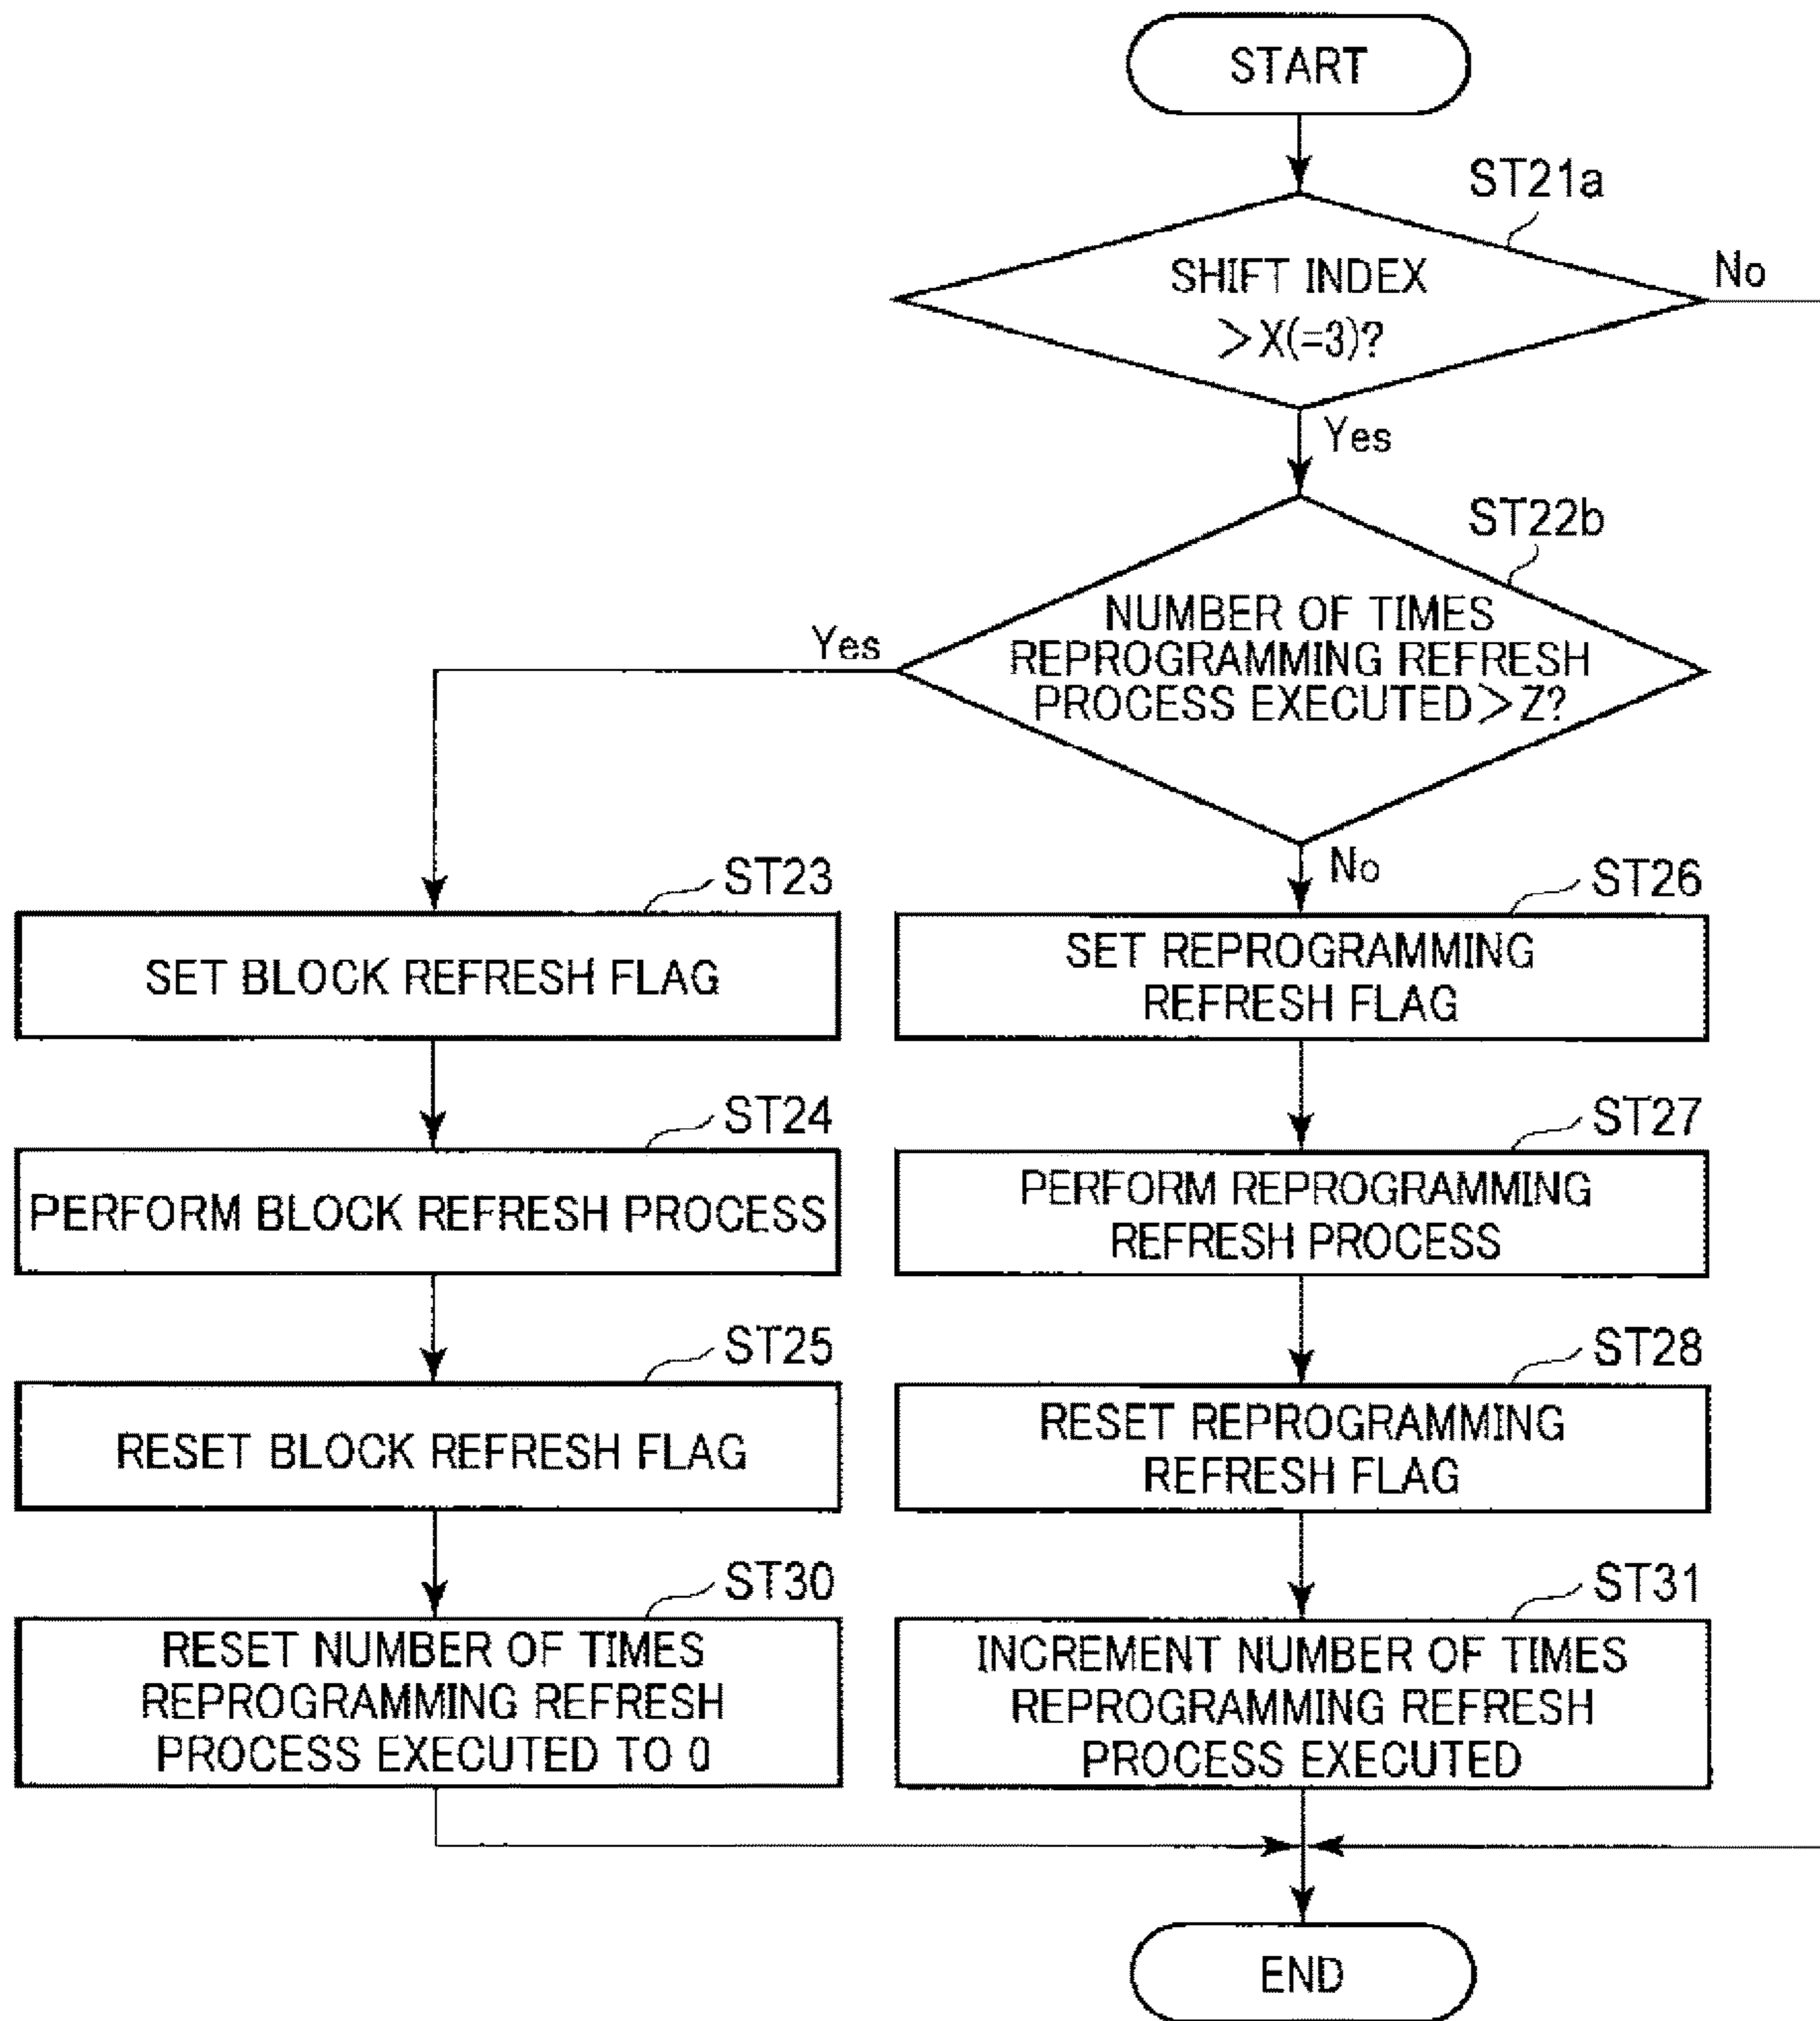 START
ST21a
SHIFT INDEX
>X(=3)?
No
Yes
ST22b
NUMBER OF TIMES
REPROGRAMMING REFRESH
PROCESS EXECUTED>Z?
Yes
No
ST23
SET BLOCK REFRESH FLAG
ST26
SET REPROGRAMMING
REFRESH FLAG
ST24
PERFORM BLOCK REFRESH PROCESS
ST27
PERFORM REPROGRAMMING
REFRESH PROCESS
ST25
RESET BLOCK REFRESH FLAG
ST28
RESET REPROGRAMMING
REFRESH FLAG
ST30
RESET NUMBER OF TIMES
REPROGRAMMING REFRESH
PROCESS EXECUTED TO 0
ST31
INCREMENT NUMBER OF TIMES
REPROGRAMMING REFRESH
PROCESS EXECUTED
END